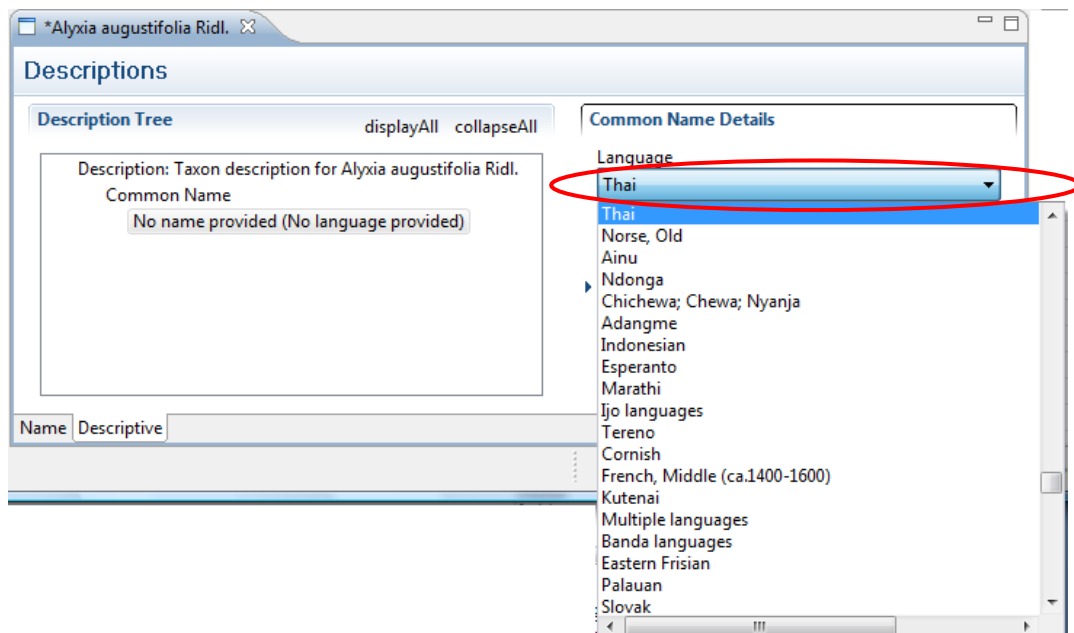 *Alyxia augustifolia Ridl.
Descriptions
Description Tree
displayAll collapseAll
Description: Taxon description for Alyxia augustifolia Ridl.
Common Name
No name provided (No language provided)
Name Descriptive
Common Name Details
Language
Thai
Thai
Norse, Old
Ainu
Ndonga
Chichewa; Chewa; Nyanja
Adangme
Indonesian
Esperanto
Marathi
Ijo languages
Tereno
Cornish
French, Middle (ca.1400-1600)
Kutenai
Multiple languages
Banda languages
Eastern Frisian
Palauan
Slovak